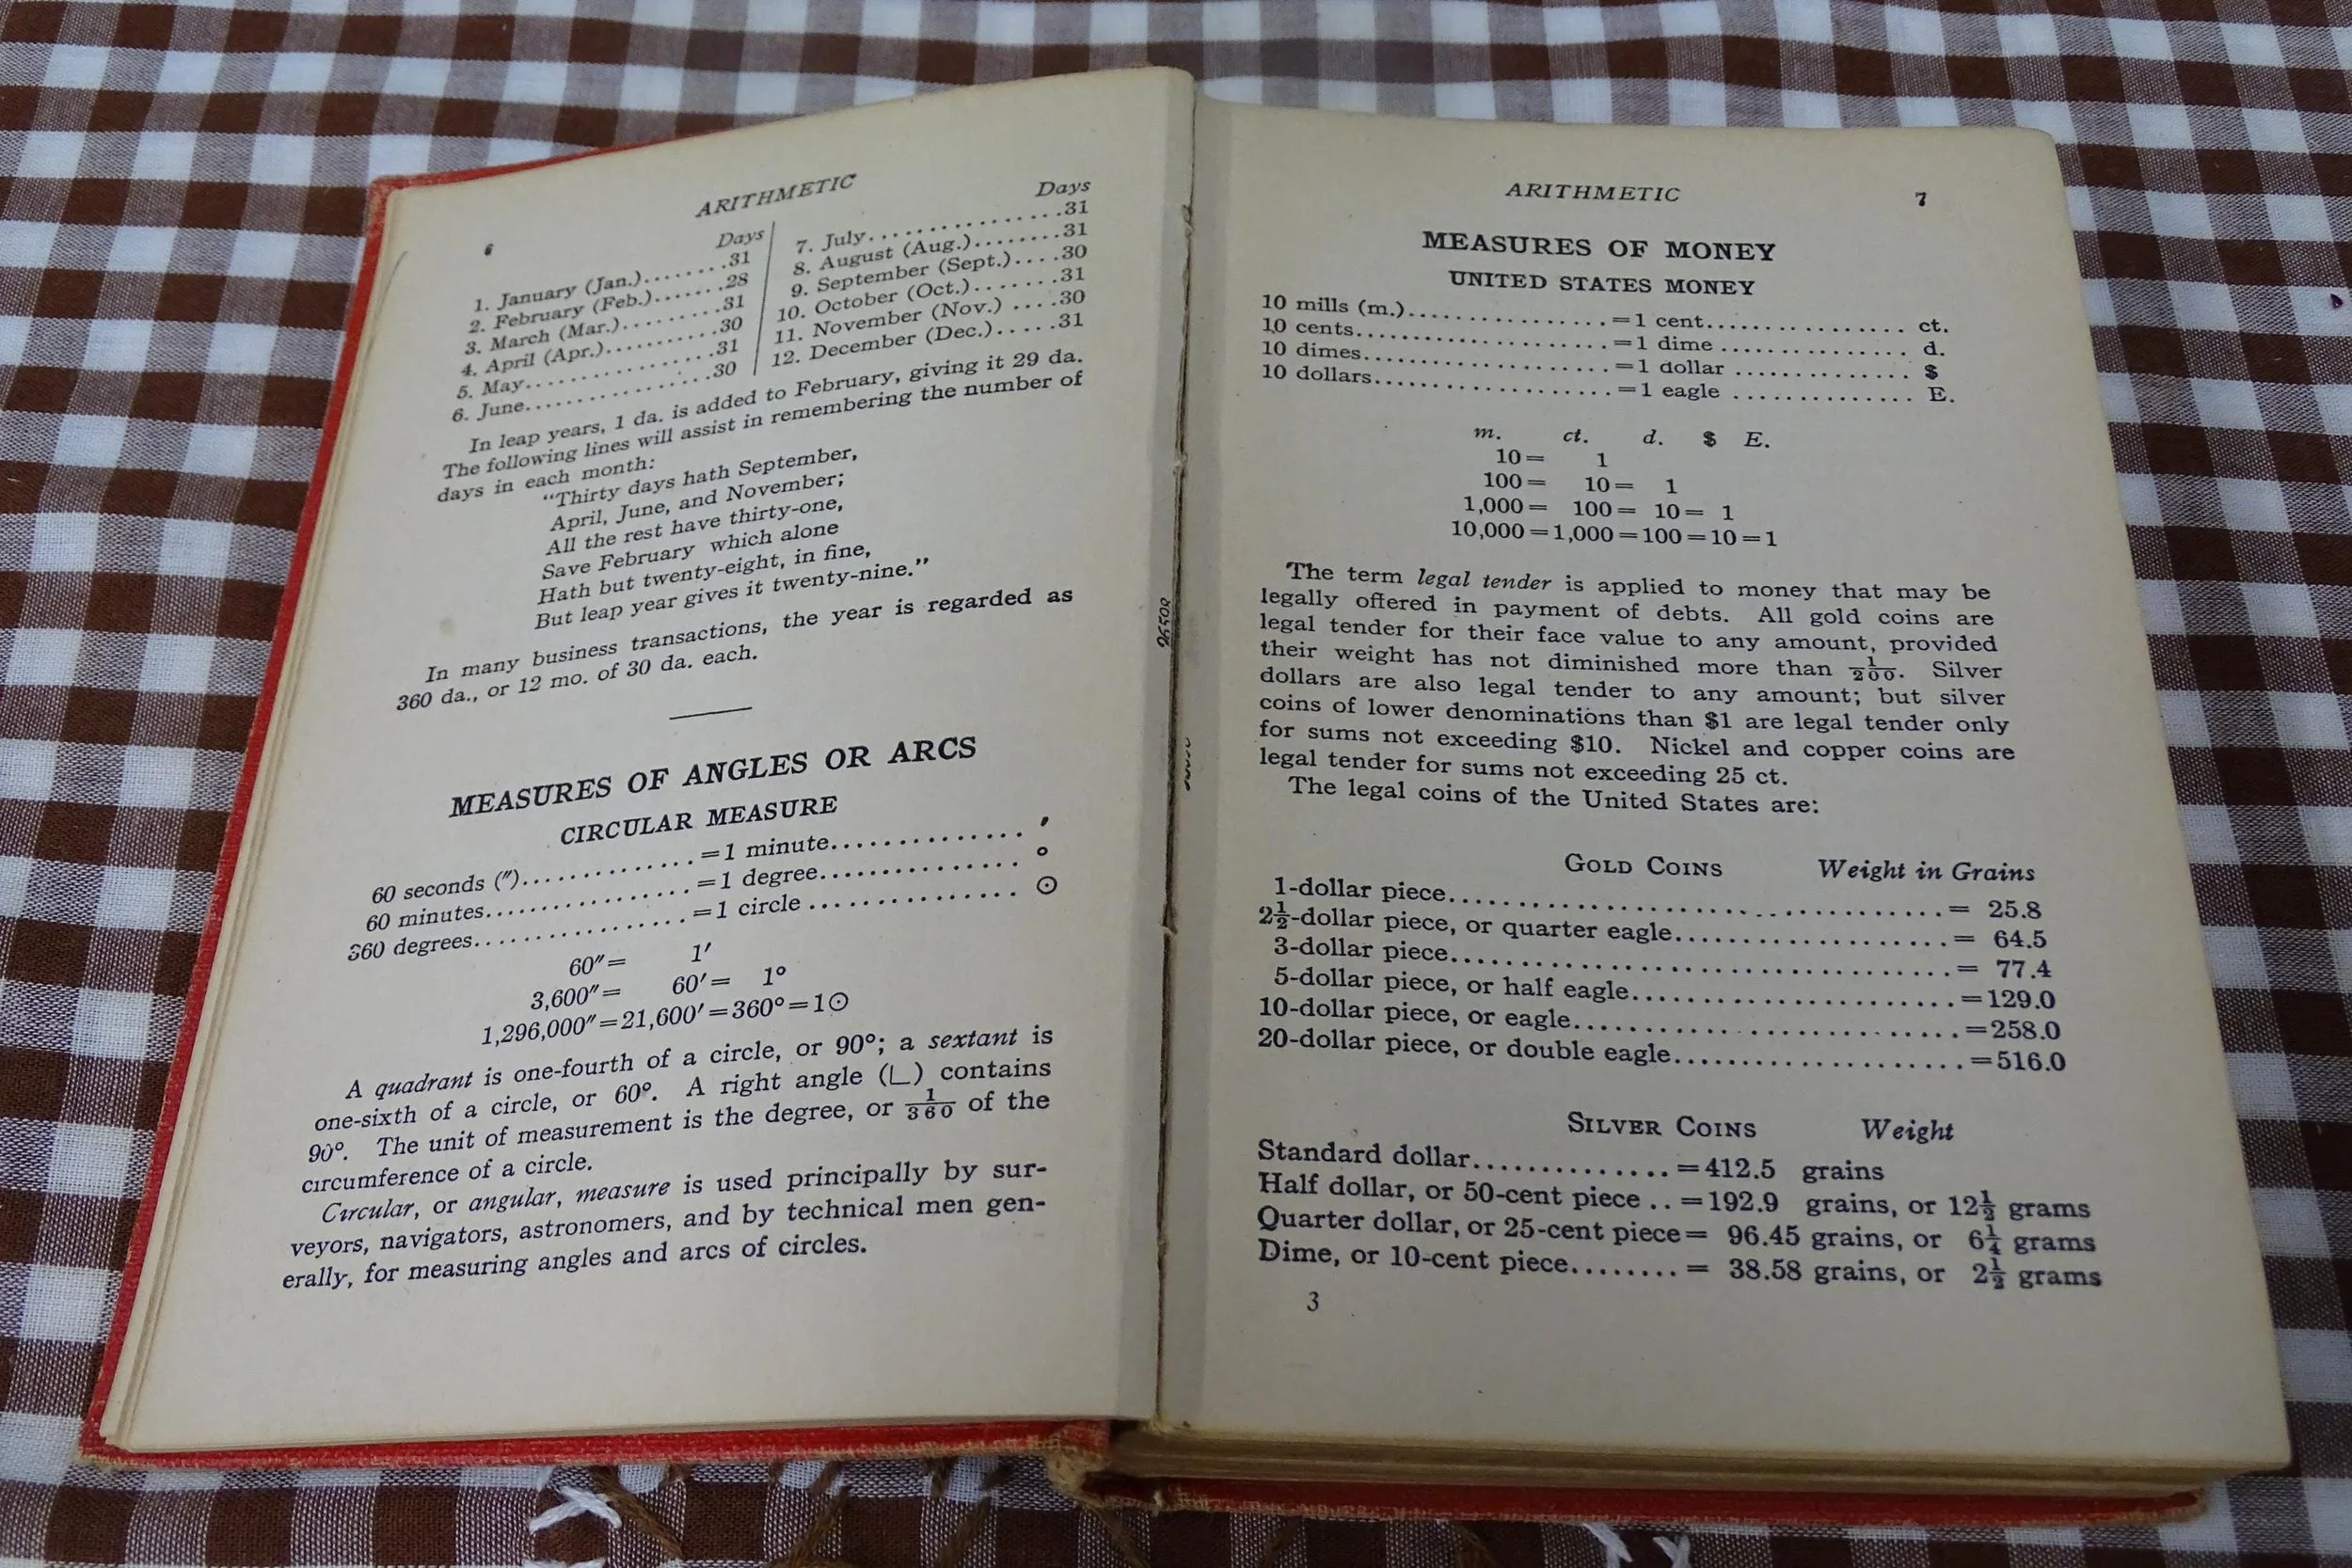 6
ARITHMETIC
Days
1. January (Jan.)........31
2. February (Feb.).......28
3. March (Mar.).........31
4. April (Apr.)..........30
5. May.................31
6. June................30
Days
7. July................31
8. August (Aug.)........31
9. September (Sept.)....30
10. October (Oct.).......31
11. November (Nov.) ....30
12. December (Dec.).....31
In leap years, 1 da. is added to February, giving it 29 da.
The following lines will assist in remembering the number of
days in each month:
“Thirty days hath September,
April, June, and November;
All the rest have thirty-one,
Save February which alone
Hath but twenty-eight, in fine,
But leap year gives it twenty-nine.”
In many business transactions, the year is regarded as
360 da., or 12 mo. of 30 da. each.
MEASURES OF ANGLES OR ARCS
CIRCULAR MEASURE
60 seconds (″).............=1 minute.............. ′
60 minutes................=1 degree............... °
360 degrees................=1 circle ............... ⊙
60″= 1′
3,600″= 60′= 1°
1,296,000″=21,600′=360°=1⊙
A quadrant is one-fourth of a circle, or 90°; a sextant is
one-sixth of a circle, or 60°. A right angle (∟) contains
90°. The unit of measurement is the degree, or 1/360 of the
circumference of a circle.
Circular, or angular, measure is used principally by sur-
veyors, navigators, astronomers, and by technical men gen-
erally, for measuring angles and arcs of circles.
ARITHMETIC 7
MEASURES OF MONEY
UNITED STATES MONEY
10 mills (m.)................=1 cent................ ct.
10 cents.....................=1 dime ............... d.
10 dimes....................=1 dollar .............. $
10 dollars...................=1 eagle .............. E.
m. ct. d. $ E.
10= 1
100= 10= 1
1,000= 100= 10= 1
10,000=1,000=100=10=1
The term legal tender is applied to money that may be
legally offered in payment of debts. All gold coins are
legal tender for their face value to any amount, provided
their weight has not diminished more than 1/200. Silver
dollars are also legal tender to any amount; but silver
coins of lower denominations than $1 are legal tender only
for sums not exceeding $10. Nickel and copper coins are
legal tender for sums not exceeding 25 ct.
The legal coins of the United States are:
GOLD COINS Weight in Grains
1-dollar piece.....................................= 25.8
2½-dollar piece, or quarter eagle....................= 64.5
3-dollar piece.....................................= 77.4
5-dollar piece, or half eagle........................=129.0
10-dollar piece, or eagle............................=258.0
20-dollar piece, or double eagle.....................=516.0
SILVER COINS Weight
Standard dollar..............=412.5 grains
Half dollar, or 50-cent piece ..=192.9 grains, or 12½ grams
Quarter dollar, or 25-cent piece= 96.45 grains, or 6¼ grams
Dime, or 10-cent piece........= 38.58 grains, or 2½ grams
3